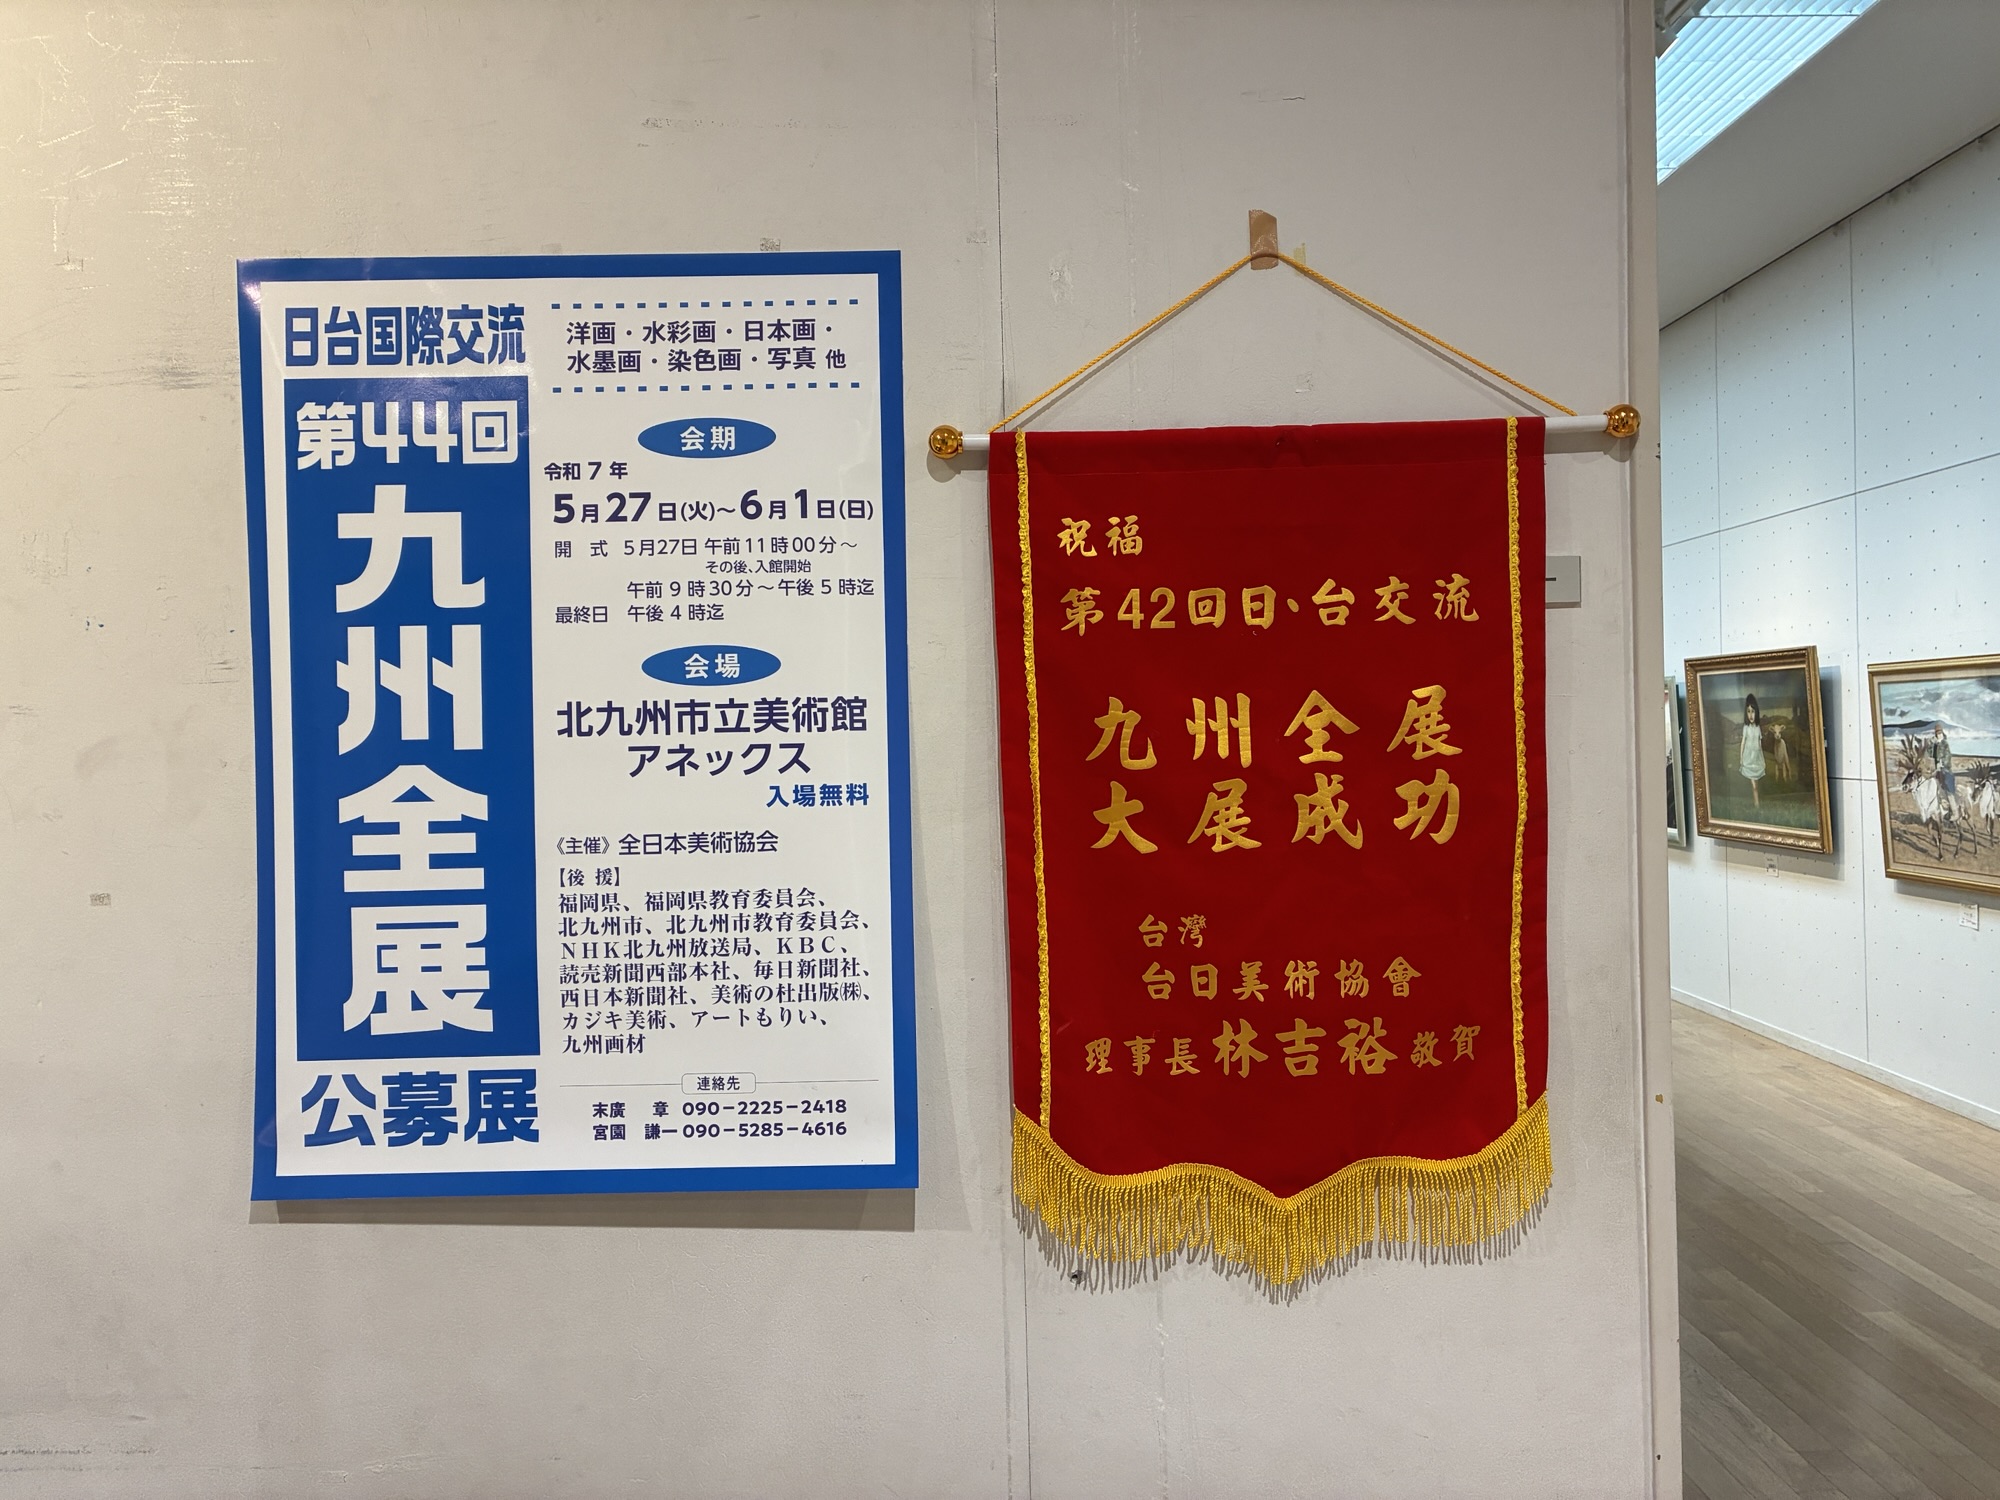 日台国際交流
第44回
九州全展
公募展
洋画・水彩画・日本画・
水墨画・染色画・写真 他
会期
令和7年
5月27日(火)~6月1日(日)
開 式 5月27日 午前11時00分~
その後、入館開始
午前9時30分~午後5時迄
最終日 午後4時迄
会場
北九州市立美術館
アネックス
入場無料
《主催》全日本美術協会
【後 援】
福岡県、福岡県教育委員会、
北九州市、北九州市教育委員会、
NHK北九州放送局、KBC、
読売新聞西部本社、毎日新聞社、
西日本新聞社、美術の杜出版㈱、
カジキ美術、アートもりい、
九州画材
連絡先
末廣 章 090-2225-2418
宮園 謙一 090-5285-4616
祝福
第42回日、台交流
九州全展
大展成功
台灣
台日美術協會
理事長林吉裕敬賀